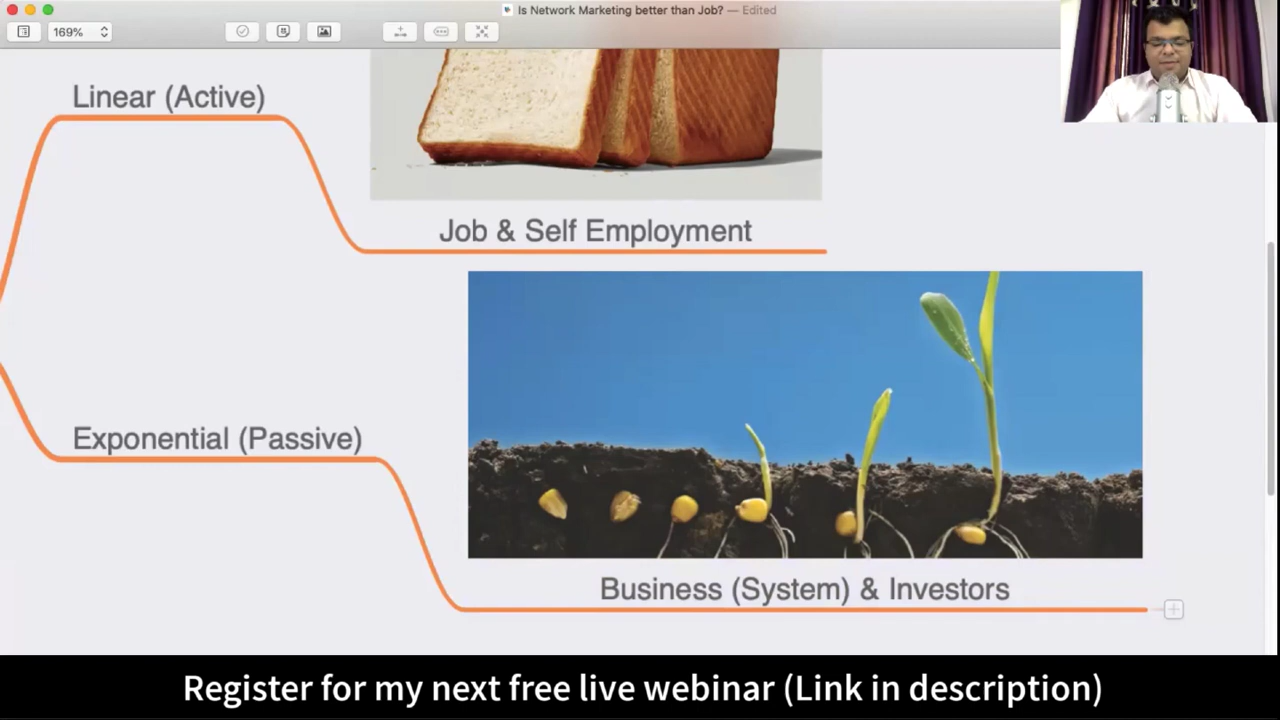 Is Network Marketing better than Job? — Edited
169%
Linear (Active)
Job & Self Employment
Exponential (Passive)
Business (System) & Investors
Register for my next free live webinar (Link in description)